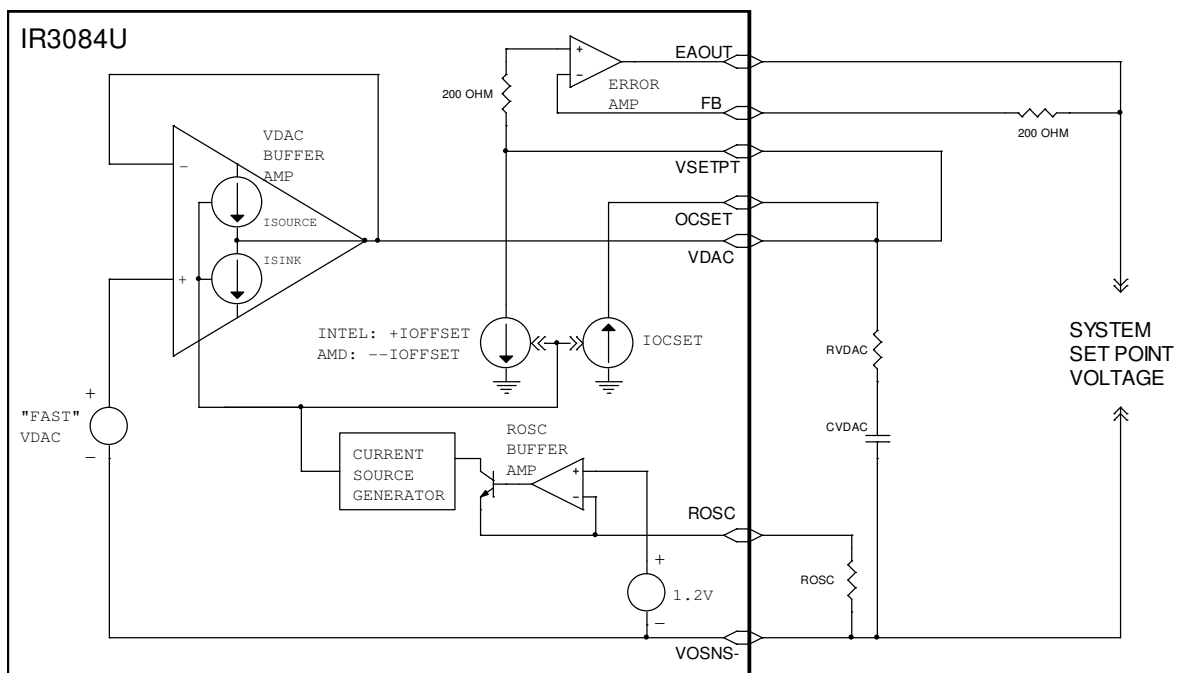 IR3084U
EAOUT
+
−
ERROR
AMP
200 OHM
FB
200 OHM
VDAC
BUFFER
AMP
−
VSETPT
ISOURCE
OCSET
VDAC
+
ISINK
INTEL: +IOFFSET
AMD: --IOFFSET
IOCSET
RVDAC
SYSTEM
SET POINT
VOLTAGE
+
"FAST"
VDAC
−
CVDAC
ROSC
BUFFER
AMP
CURRENT
SOURCE
GENERATOR
+
−
ROSC
+
1.2V
−
ROSC
VOSNS-